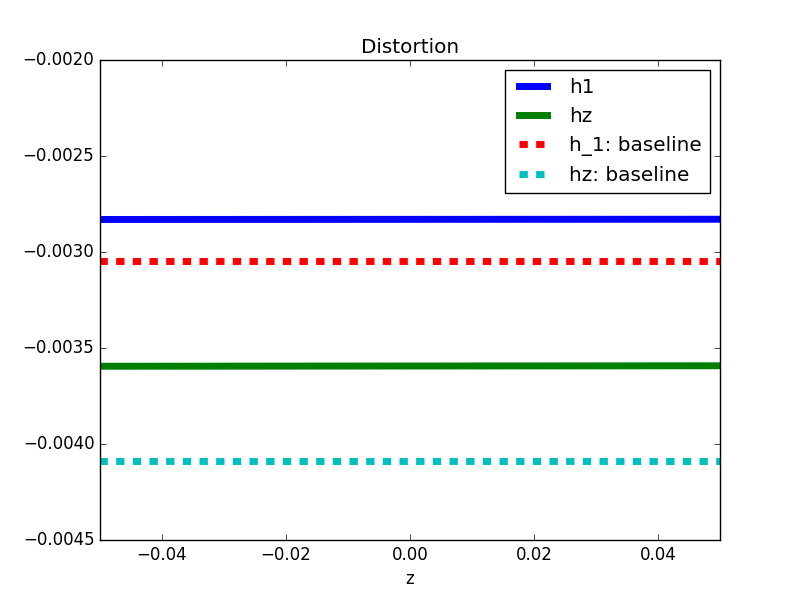 Distortion
−0.0020
−0.0025
−0.0030
−0.0035
−0.0040
−0.0045
h1
hz
h_1: baseline
hz: baseline
−0.04
−0.02
0.00
0.02
0.04
z